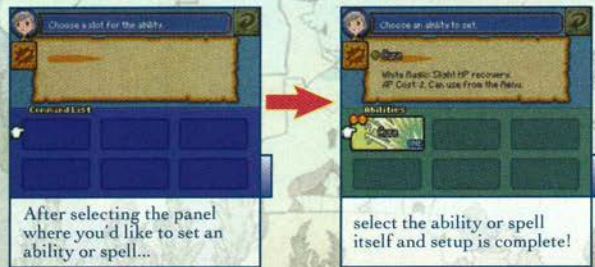 Choose a slot for the ability.
Command List
After selecting the panel
where you'd like to set an
ability or spell...
Choose an ability to set.
Cure
White Magic: Slight HP recovery.
AP Cost 2. Can use from the Menu.
Abilities
Cure
select the ability or spell
itself and setup is complete!